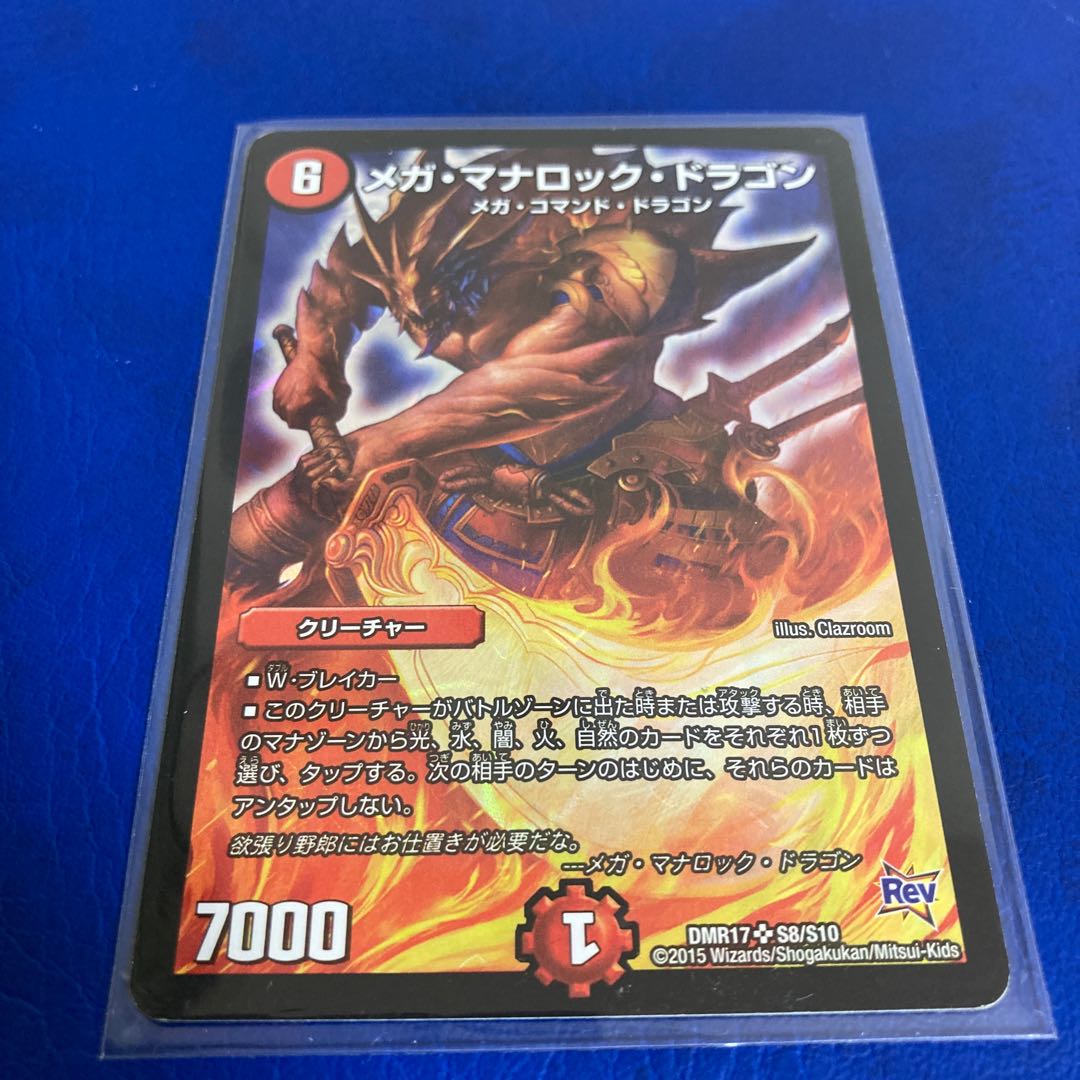 6 メガ・マナロック・ドラゴン
メガ・コマンド・ドラゴン
クリーチャー
illus. Clazroom
■ W・ブレイカー
■ このクリーチャーがバトルゾーンに出た時または攻撃する時、相手
のマナゾーンから光、水、闇、火、自然のカードをそれぞれ1枚ずつ
選び、タップする。次の相手のターンのはじめに、それらのカードは
アンタップしない。
欲張り野郎にはお仕置きが必要だな。
---メガ・マナロック・ドラゴン
Rev
7000
1
DMR17 S8/S10
©2015 Wizards/Shogakukan/Mitsui-Kids